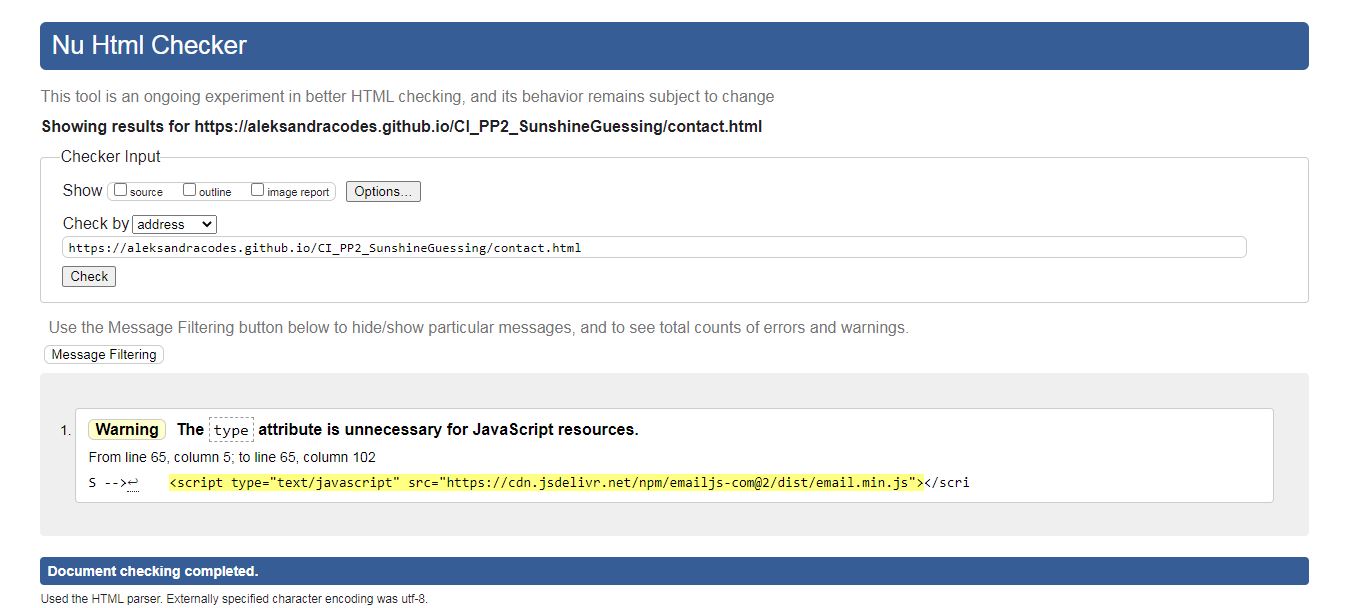 Nu Html Checker
This tool is an ongoing experiment in better HTML checking, and its behavior remains subject to change
Showing results for https://aleksandracodes.github.io/CI_PP2_SunshineGuessing/contact.html
Checker Input
Show source outline image report Options...
Check by address
https://aleksandracodes.github.io/CI_PP2_SunshineGuessing/contact.html
Check
Use the Message Filtering button below to hide/show particular messages, and to see total counts of errors and warnings.
Message Filtering
1. Warning The type attribute is unnecessary for JavaScript resources.
From line 65, column 5; to line 65, column 102
S -->↩ <script type="text/javascript" src="https://cdn.jsdelivr.net/npm/emailjs-com@2/dist/email.min.js"></scri
Document checking completed.
Used the HTML parser. Externally specified character encoding was utf-8.